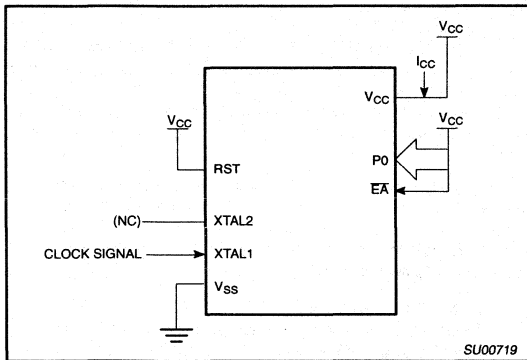 VCC
ICC
VCC
VCC
VCC
P0
RST
EA
(NC)
XTAL2
CLOCK SIGNAL
XTAL1
VSS
SU00719